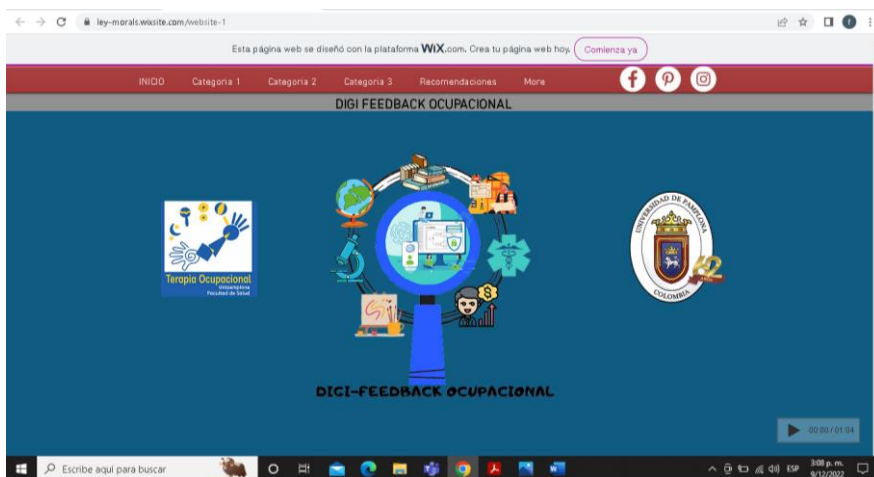 ley-morals.wixsite.com/website-1
Esta página web se diseñó con la plataforma WiX.com. Crea tu página web hoy. Comienza ya
INICIO Categoria 1 Categoria 2 Categoria 3 Recomendaciones More
DIGI FEEDBACK OCUPACIONAL
Terapia Ocupacional
Unipamplona
Facultad de Salud
UNIVERSIDAD DE PAMPLONA
COLOMBIA
62
DIGI-FEEDBACK OCUPACIONAL
00:00 / 01:04
Escribe aquí para buscar
ESP
3:08 p. m.
9/12/2022